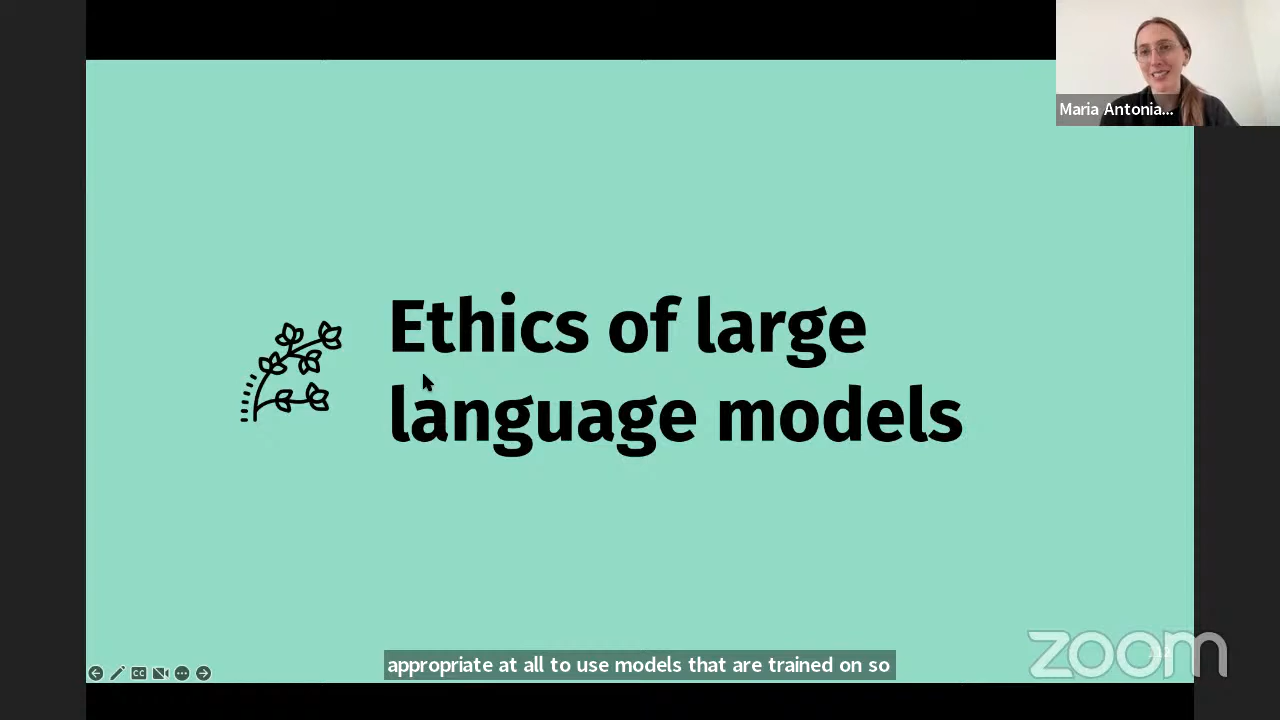 Maria Antonia...
Ethics of large
language models
appropriate at all to use models that are trained on so
zoom